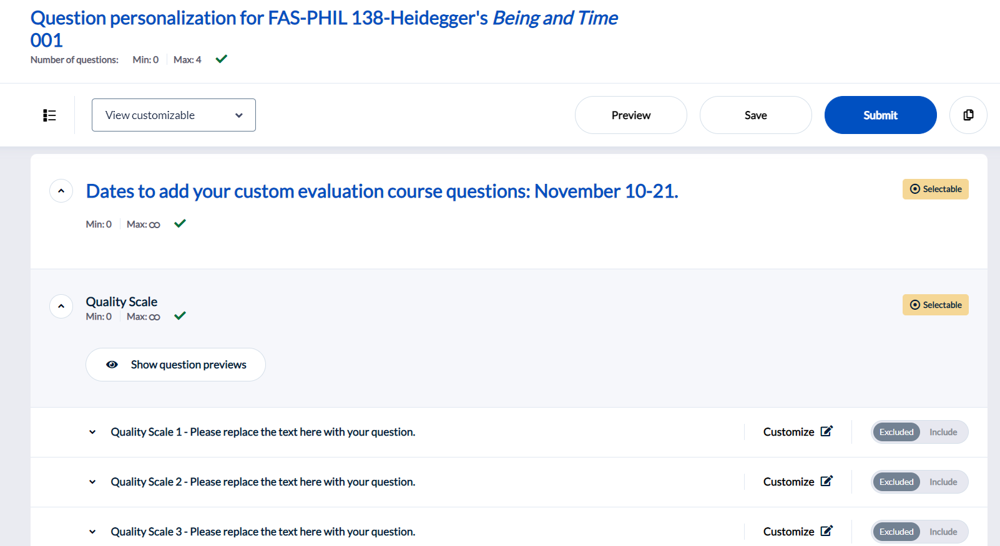 Question personalization for FAS-PHIL 138-Heidegger's Being and Time
001
Number of questions: Min: 0 Max: 4
View customizable Preview Save Submit
Dates to add your custom evaluation course questions: November 10-21. Selectable
Min: 0 Max: ∞
Quality Scale Selectable
Min: 0 Max: ∞
Show question previews
Quality Scale 1 - Please replace the text here with your question. Customize Excluded Include
Quality Scale 2 - Please replace the text here with your question. Customize Excluded Include
Quality Scale 3 - Please replace the text here with your question. Customize Excluded Include